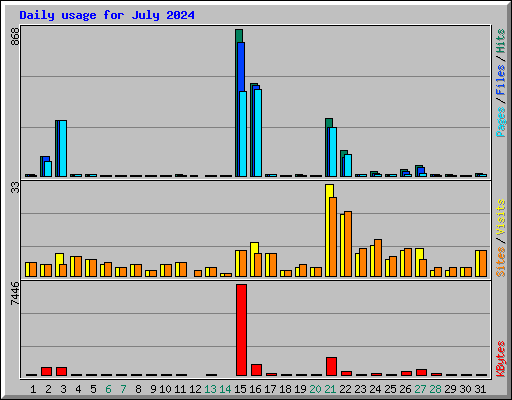 Daily usage for July 2024
868
Pages / Files / Hits
33
Sites / Visits
7446
KBytes
1 2 3 4 5 6 7 8 9 10 11 12 13 14 15 16 17 18 19 20 21 22 23 24 25 26 27 28 29 30 31